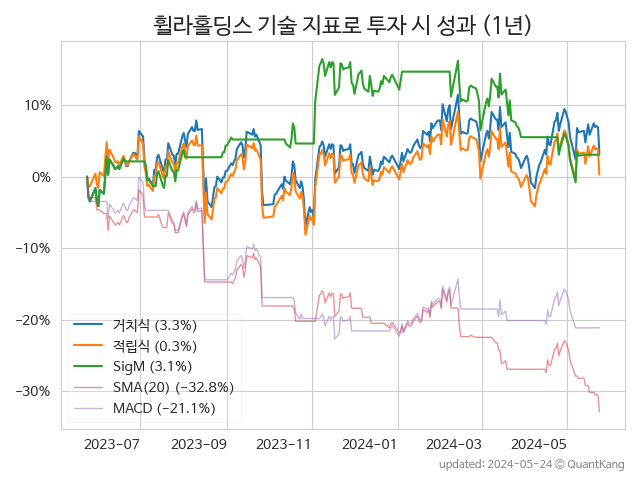 휠라홀딩스 기술 지표로 투자 시 성과 (1년)
10%
0%
−10%
−20%
−30%
거치식 (3.3%)
적립식 (0.3%)
SigM (3.1%)
SMA(20) (−32.8%)
MACD (−21.1%)
2023-07
2023-09
2023-11
2024-01
2024-03
2024-05
updated: 2024-05-24 © QuantKang